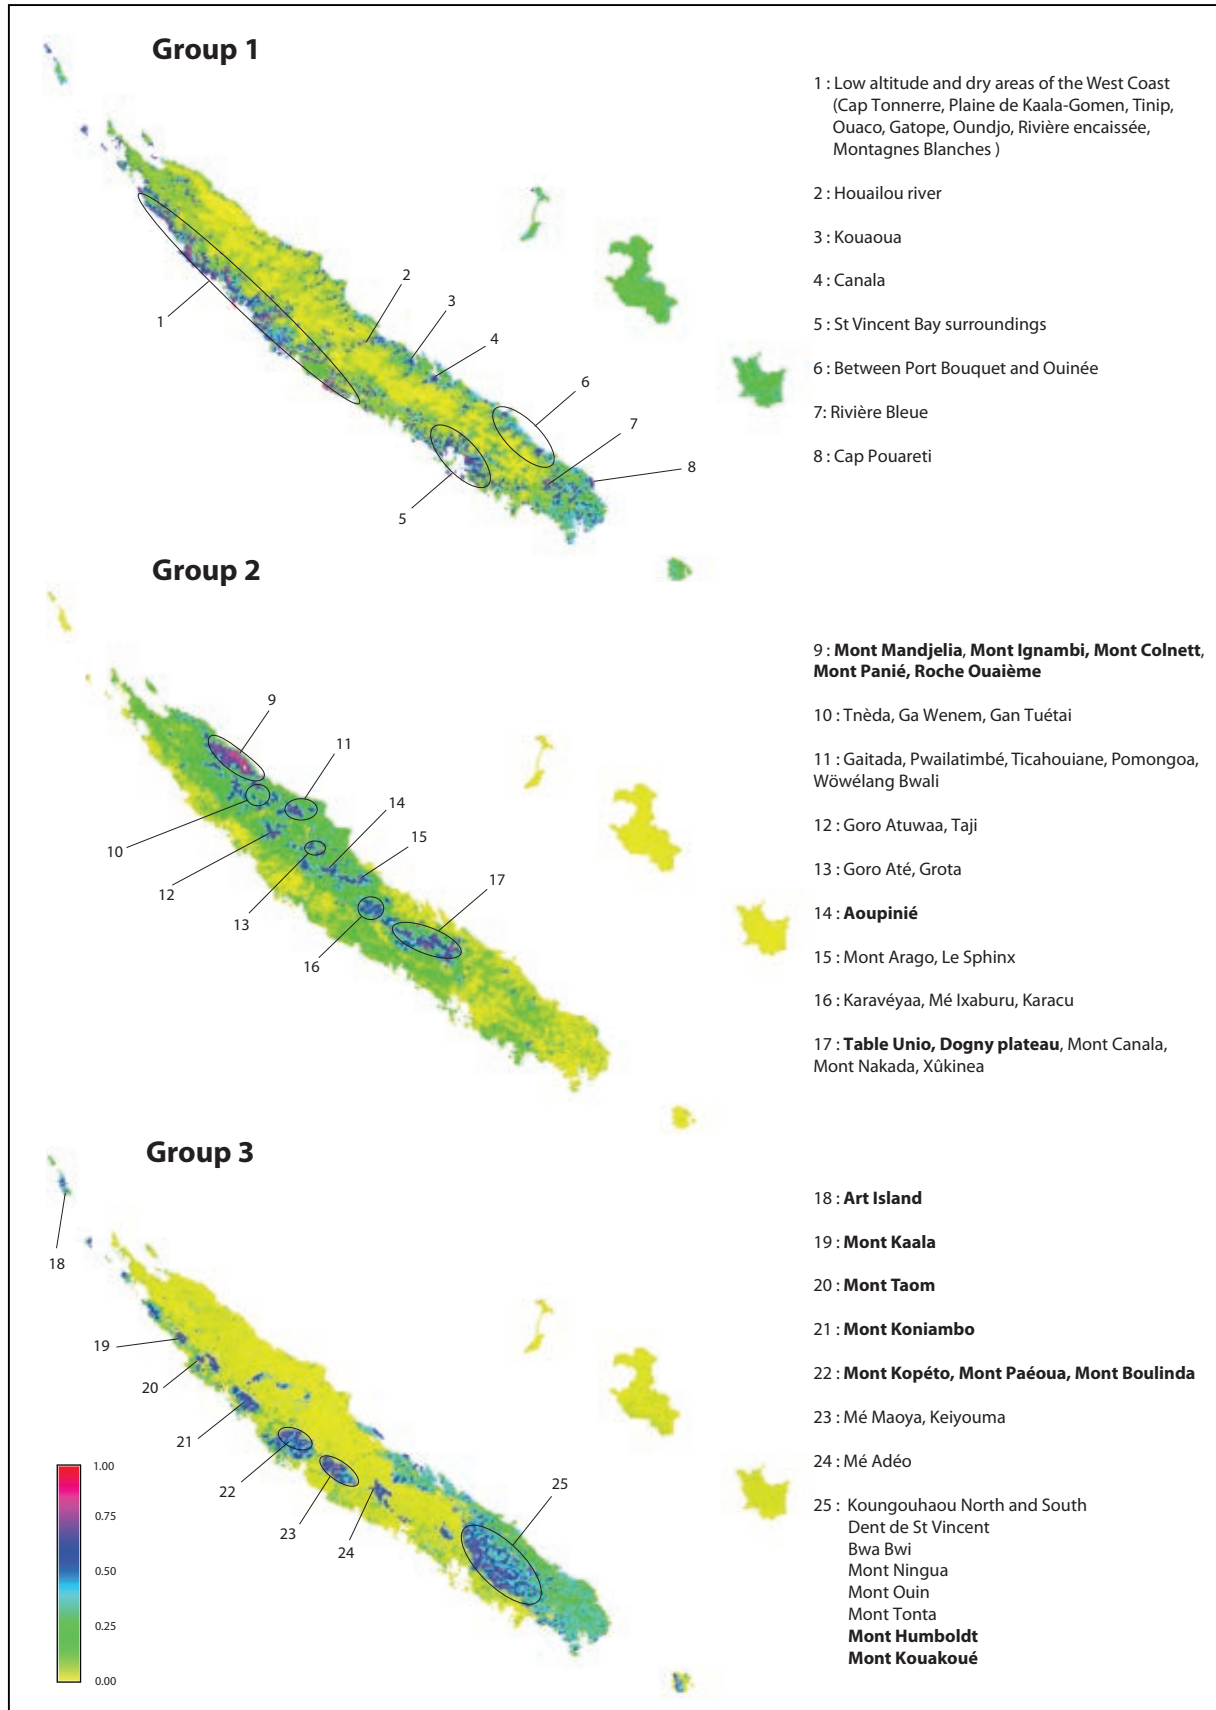 Group 1
1 : Low altitude and dry areas of the West Coast
(Cap Tonnerre, Plaine de Kaala-Gomen, Tinip,
Ouaco, Gatope, Oundjo, Rivière encaissée,
Montagnes Blanches )
2 : Houailou river
3 : Kouaoua
4 : Canala
5 : St Vincent Bay surroundings
6 : Between Port Bouquet and Ouinée
7: Rivière Bleue
8 : Cap Pouareti
1
2
3
4
5
6
7
8
Group 2
9 : Mont Mandjelia, Mont Ignambi, Mont Colnett,
Mont Panié, Roche Ouaième
10 : Tnèda, Ga Wenem, Gan Tuétai
11 : Gaitada, Pwailatimbé, Ticahouiane, Pomongoa,
Wöwélang Bwali
12 : Goro Atuwaa, Taji
13 : Goro Até, Grota
14 : Aoupinié
15 : Mont Arago, Le Sphinx
16 : Karavéyaa, Mé Ixaburu, Karacu
17 : Table Unio, Dogny plateau, Mont Canala,
Mont Nakada, Xûkinea
9
10
11
12
13
14
15
16
17
Group 3
18 : Art Island
19 : Mont Kaala
20 : Mont Taom
21 : Mont Koniambo
22 : Mont Kopéto, Mont Paéoua, Mont Boulinda
23 : Mé Maoya, Keiyouma
24 : Mé Adéo
25 : Koungouhaou North and South
Dent de St Vincent
Bwa Bwi
Mont Ningua
Mont Ouin
Mont Tonta
Mont Humboldt
Mont Kouakoué
18
19
20
21
22
23
24
25
1.00
0.75
0.50
0.25
0.00